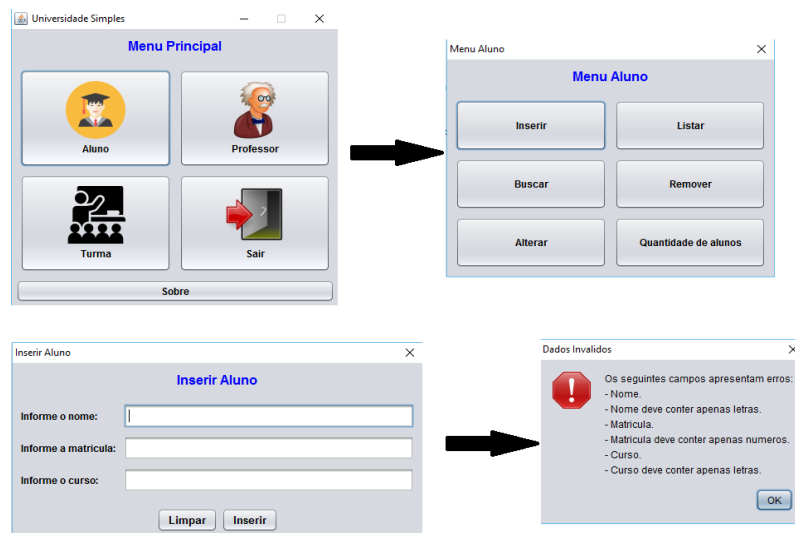 Universidade Simples
Menu Principal
Aluno
Professor
Turma
Sair
Sobre
Menu Aluno
Menu Aluno
Inserir
Listar
Buscar
Remover
Alterar
Quantidade de alunos
Inserir Aluno
Inserir Aluno
Informe o nome:
Informe a matricula:
Informe o curso:
Limpar
Inserir
Dados Invalidos
Os seguintes campos apresentam erros:
- Nome.
- Nome deve conter apenas letras.
- Matricula.
- Matricula deve conter apenas numeros.
- Curso.
- Curso deve conter apenas letras.
OK